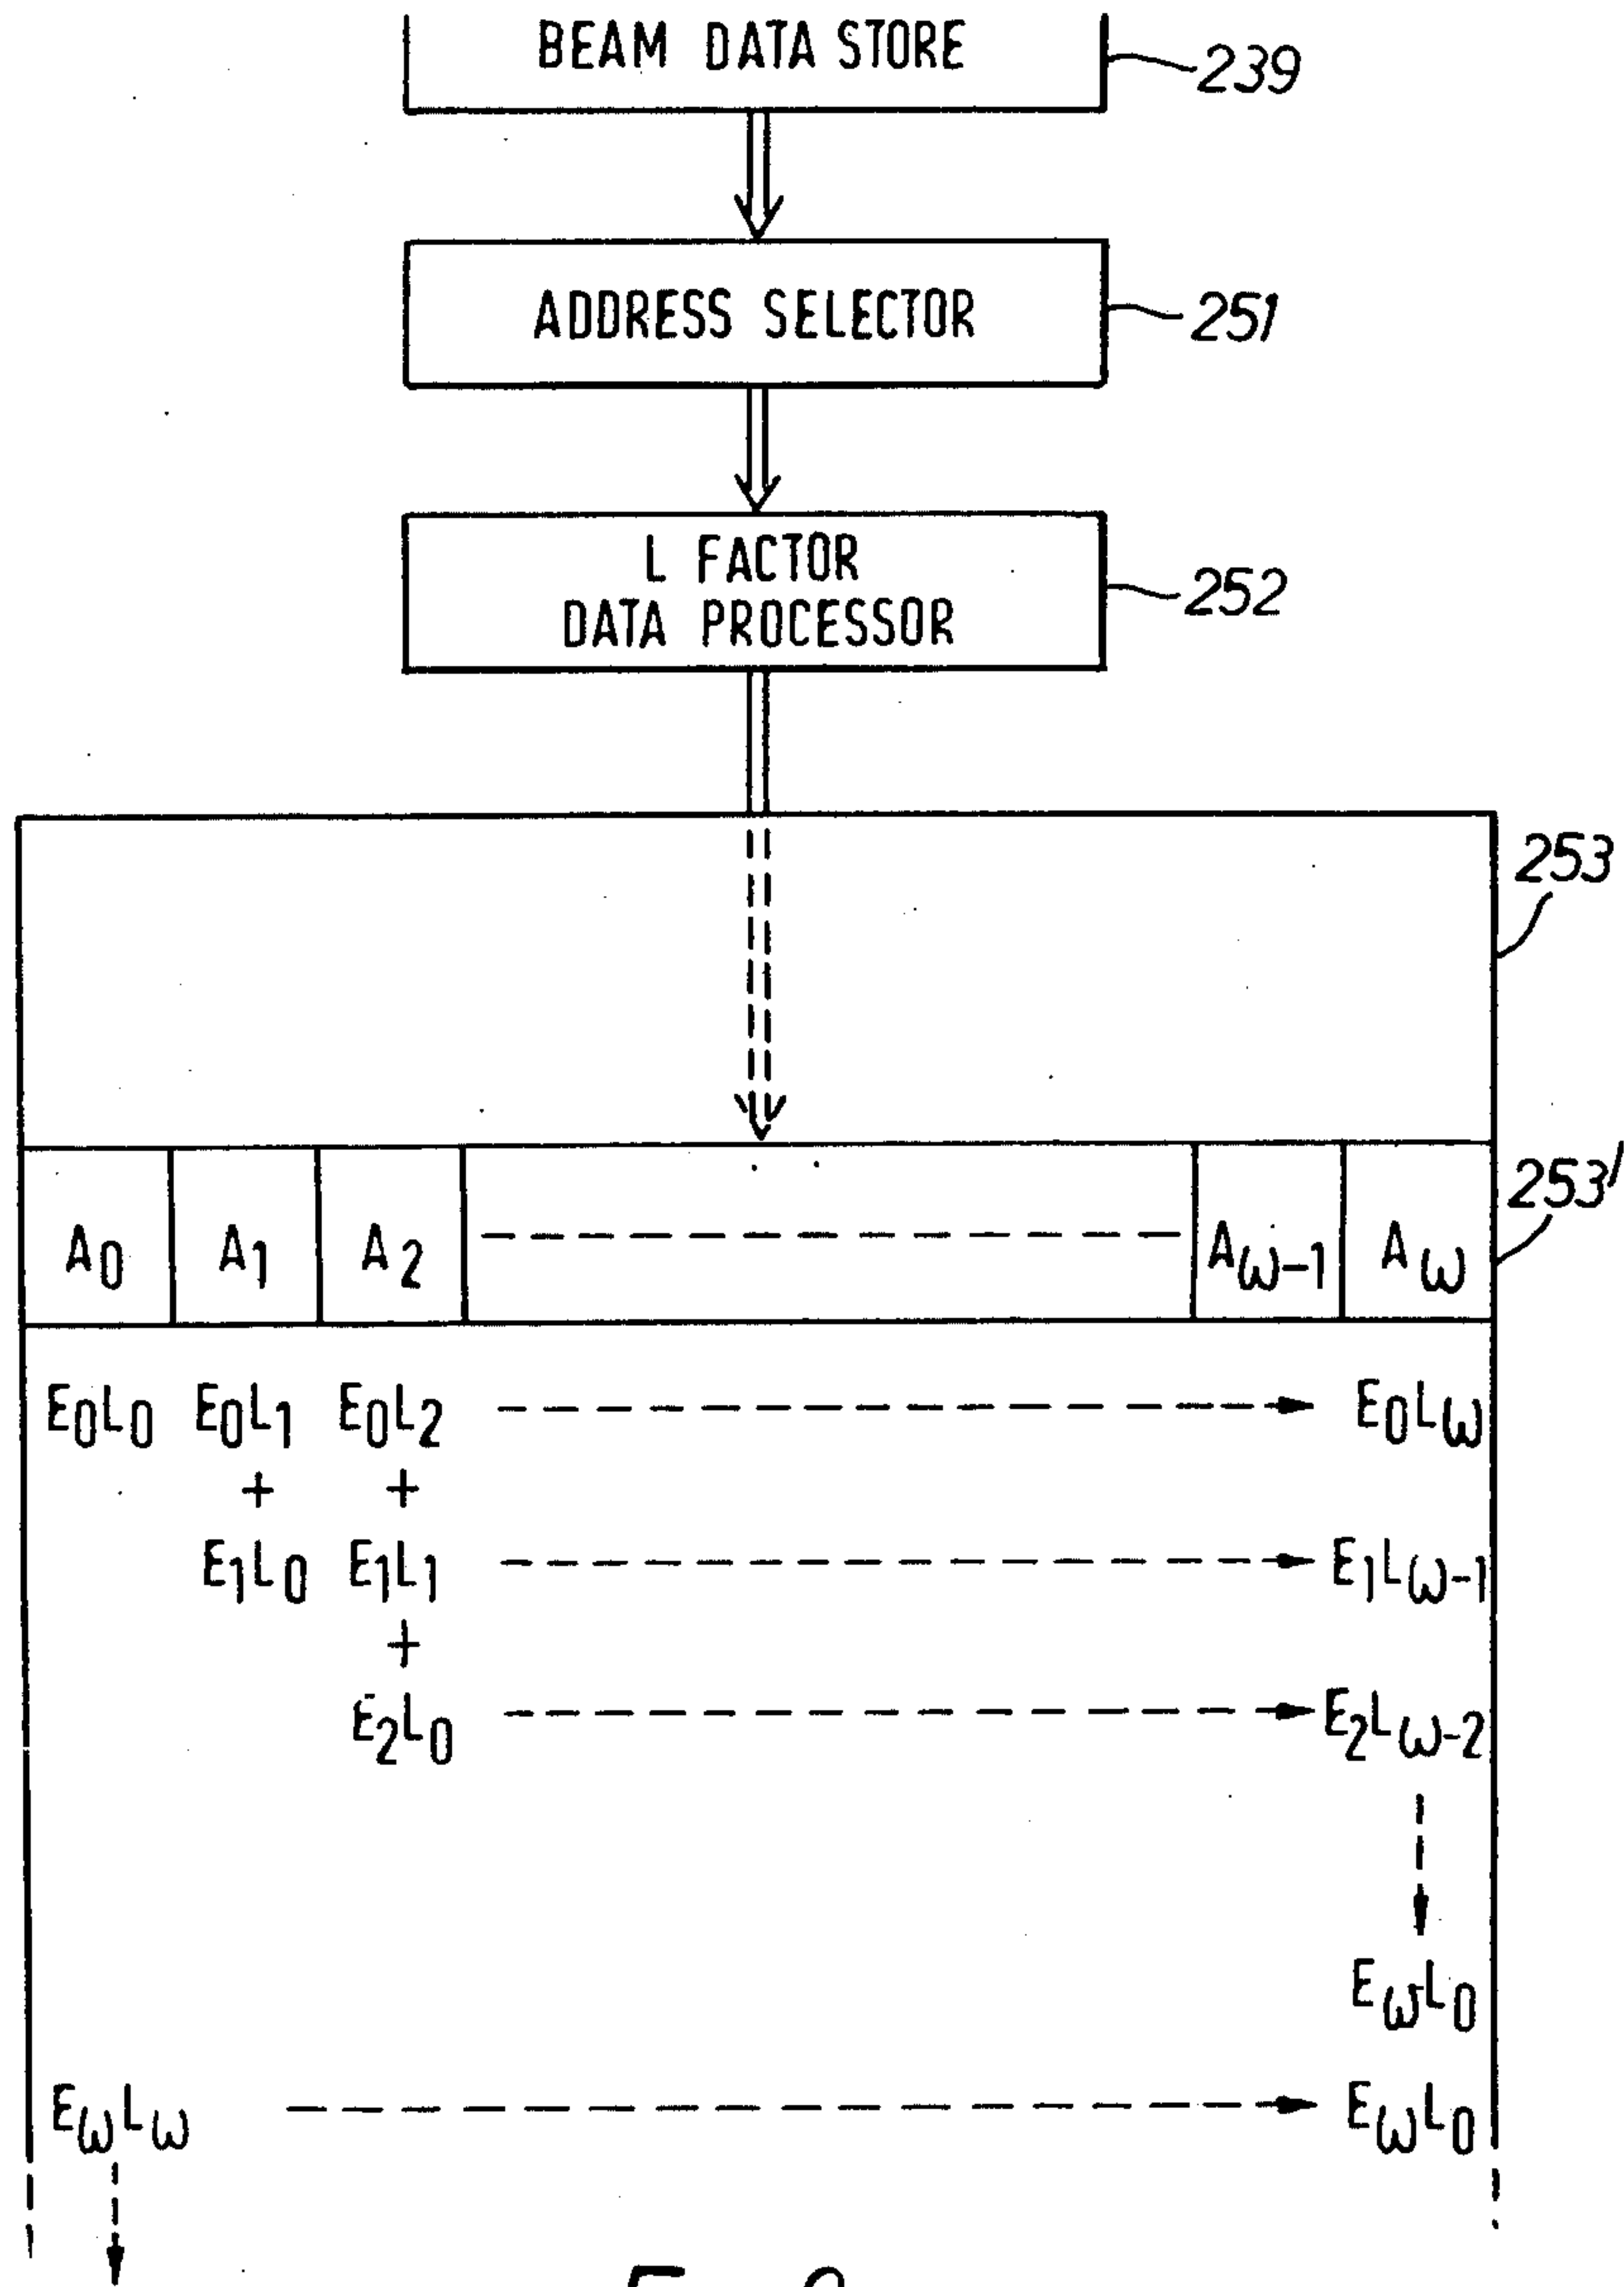 BEAM DATA STORE
239
ADDRESS SELECTOR
251
L FACTOR
DATA PROCESSOR
252
253
253'
A0 A1 A2 Aω-1 Aω
E0L0 E0L1 E0L2 E0Lω
+ +
E1L0 E1L1 E1Lω-1
+
E2L0 E2Lω-2
EωL0
EωLω EωL0